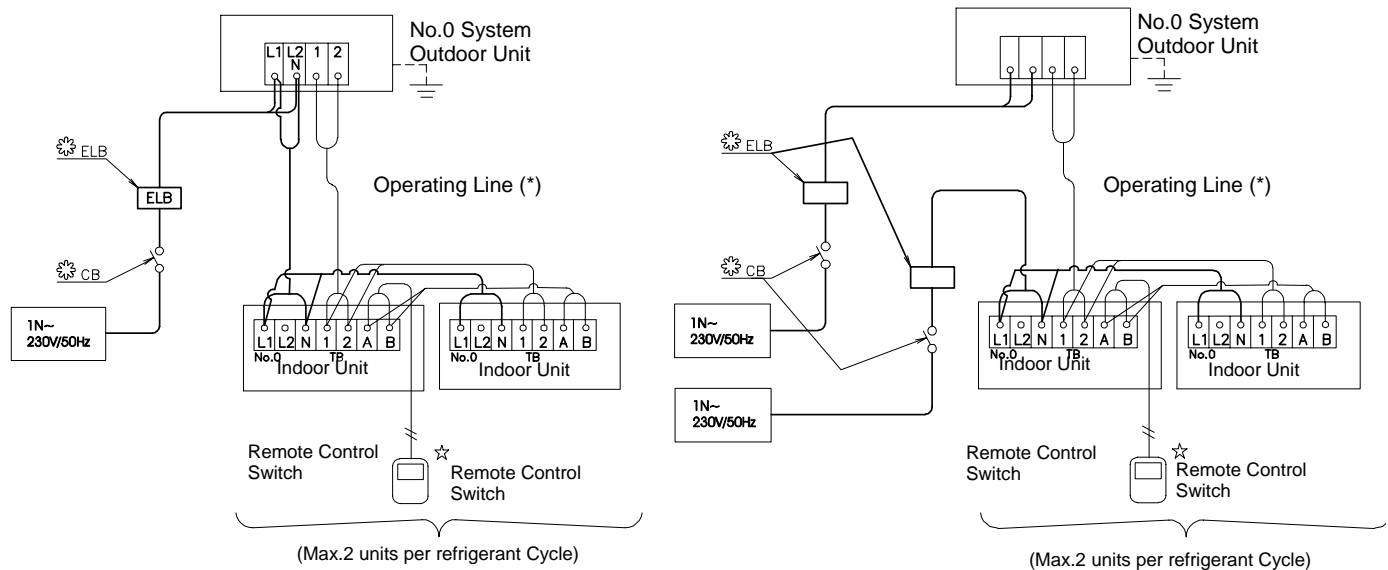 No.0 System
Outdoor Unit
L1 L2 1 2
N
ELB
ELB
CB
Operating Line (*)
1N~
230V/50Hz
L1 L2 N 1 2 A B
No.0 TB
Indoor Unit
L1 L2 N 1 2 A B
No.0 TB
Indoor Unit
Remote Control
Switch
☆
Remote Control
Switch
(Max.2 units per refrigerant Cycle)
No.0 System
Outdoor Unit
ELB
CB
Operating Line (*)
1N~
230V/50Hz
1N~
230V/50Hz
L1 L2 N 1 2 A B
No.0 TB.
Indoor Unit
L1 L2 N 1 2 A B
No.0 TB
Indoor Unit
Remote Control
Switch
☆
Remote Control
Switch
(Max.2 units per refrigerant Cycle)